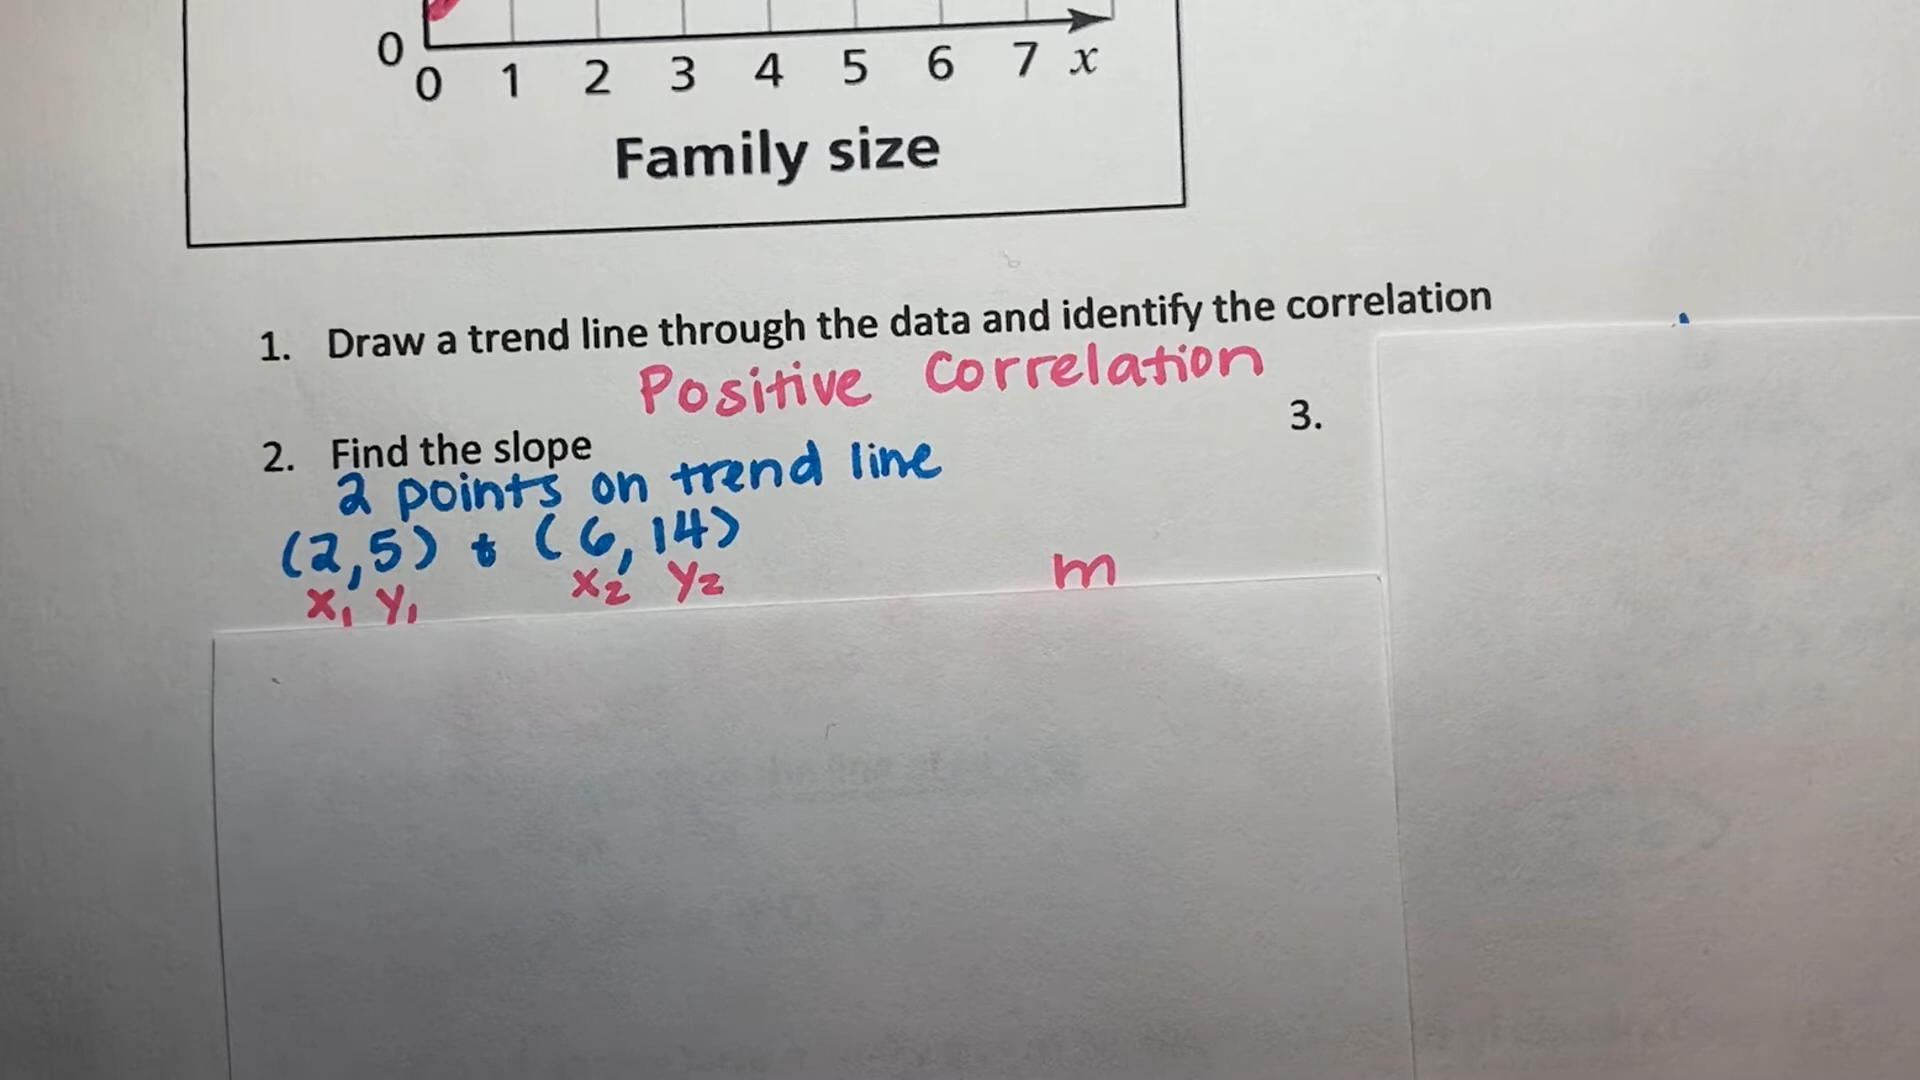 0
0 1 2 3 4 5 6 7 x
Family size
1. Draw a trend line through the data and identify the correlation
Positive Correlation
3.
2. Find the slope
2 points on trend line
(2,5) + (6,14)
x₁ y₁ x₂ y₂
m